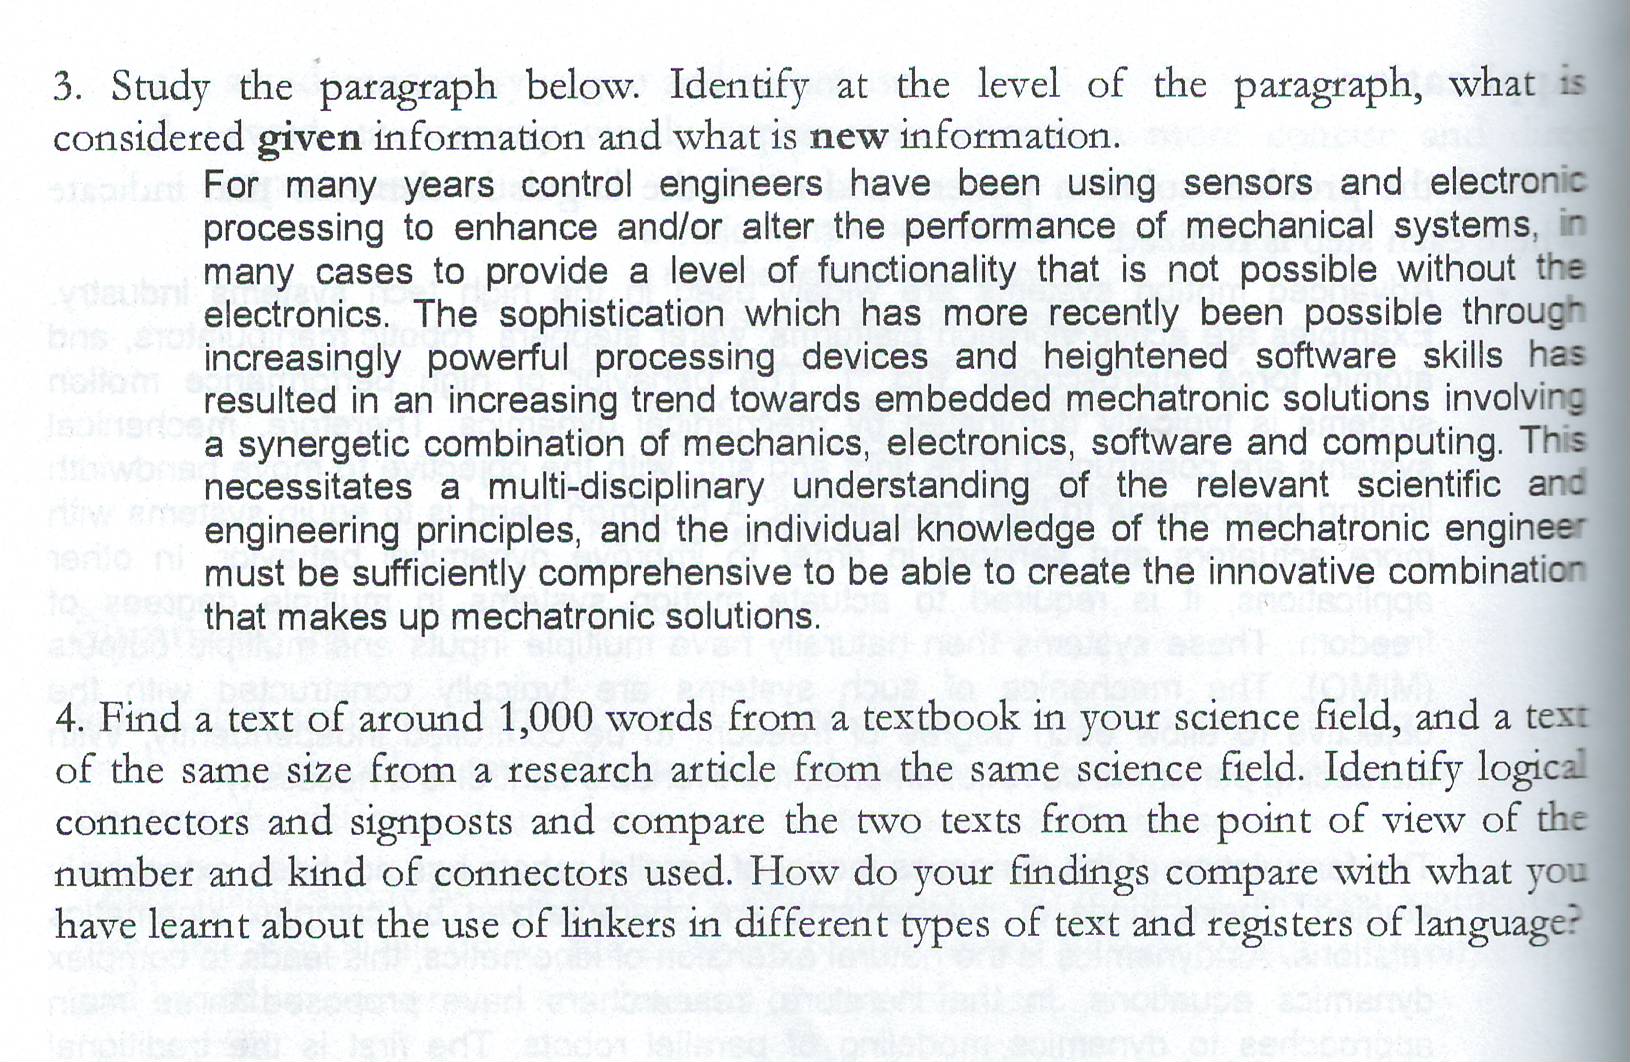 3. Study the paragraph below. Identify at the level of the paragraph, what is
considered given information and what is new information.
For many years control engineers have been using sensors and electronic
processing to enhance and/or alter the performance of mechanical systems, in
many cases to provide a level of functionality that is not possible without the
electronics. The sophistication which has more recently been possible through
increasingly powerful processing devices and heightened software skills has
resulted in an increasing trend towards embedded mechatronic solutions involving
a synergetic combination of mechanics, electronics, software and computing. This
necessitates a multi-disciplinary understanding of the relevant scientific and
engineering principles, and the individual knowledge of the mechatronic engineer
must be sufficiently comprehensive to be able to create the innovative combination
that makes up mechatronic solutions.
4. Find a text of around 1,000 words from a textbook in your science field, and a text
of the same size from a research article from the same science field. Identify logical
connectors and signposts and compare the two texts from the point of view of the
number and kind of connectors used. How do your findings compare with what you
have learnt about the use of linkers in different types of text and registers of language?